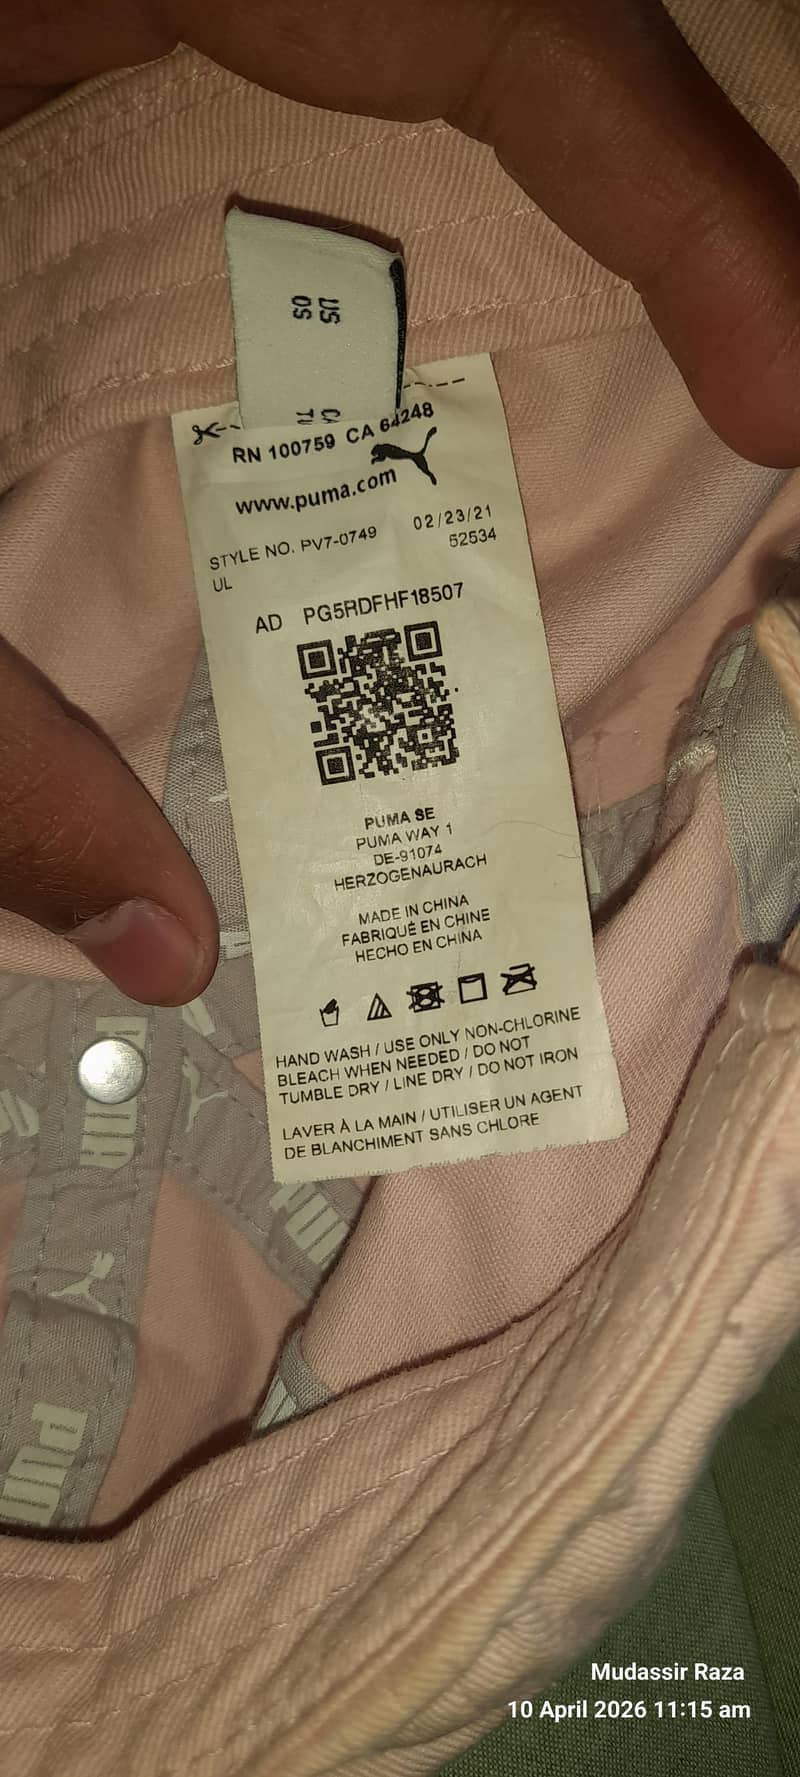 OS
US
RN 100759 CA 64248
www.puma.com
STYLE NO. PV7-0749 02/23/21
UL 52534
AD PG5RDFHF18507
PUMA SE
PUMA WAY 1
DE-91074
HERZOGENAURACH
MADE IN CHINA
FABRIQUÉ EN CHINE
HECHO EN CHINA
HAND WASH / USE ONLY NON-CHLORINE
BLEACH WHEN NEEDED / DO NOT
TUMBLE DRY / LINE DRY / DO NOT IRON
LAVER À LA MAIN / UTILISER UN AGENT
DE BLANCHIMENT SANS CHLORE
PUMA
PUM
PUM
Mudassir Raza
10 April 2026 11:15 am